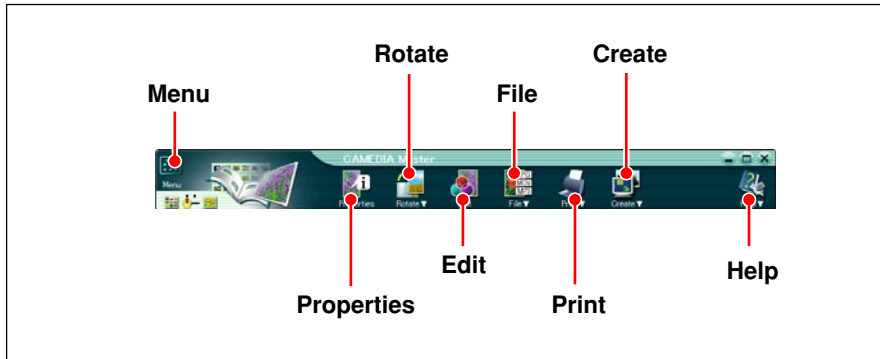 Rotate Create
Menu File
CAMEDIA Master
Menu
Properties Rotate File Create
Edit
Help
Properties Print